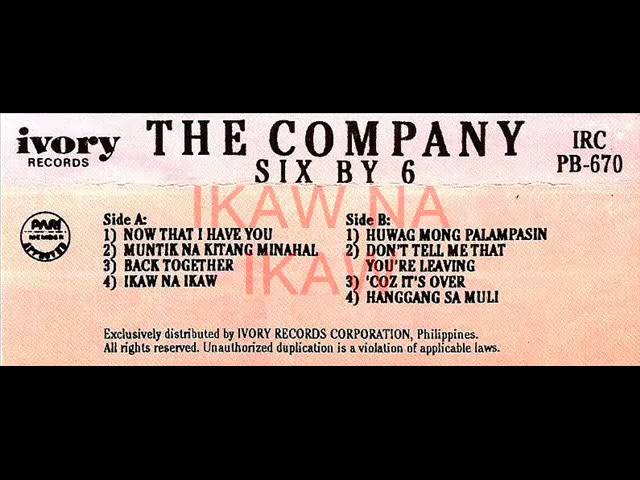 ivory
RECORDS
THE COMPANY
SIX BY 6
IRC
PB-670
IKAW NA
IKAW
PARI
MEMBER
Side A:
1) NOW THAT I HAVE YOU
2) MUNTIK NA KITANG MINAHAL
3) BACK TOGETHER
4) IKAW NA IKAW
Side B:
1) HUWAG MONG PALAMPASIN
2) DON'T TELL ME THAT
YOU'RE LEAVING
3) 'COZ IT'S OVER
4) HANGGANG SA MULI
Exclusively distributed by IVORY RECORDS CORPORATION, Philippines.
All rights reserved. Unauthorized duplication is a violation of applicable laws.